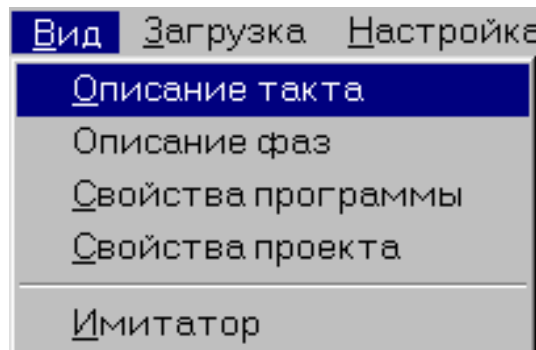 Вид Загрузка Настройка
Описание такта
Описание фаз
Свойства программы
Свойства проекта
Имитатор